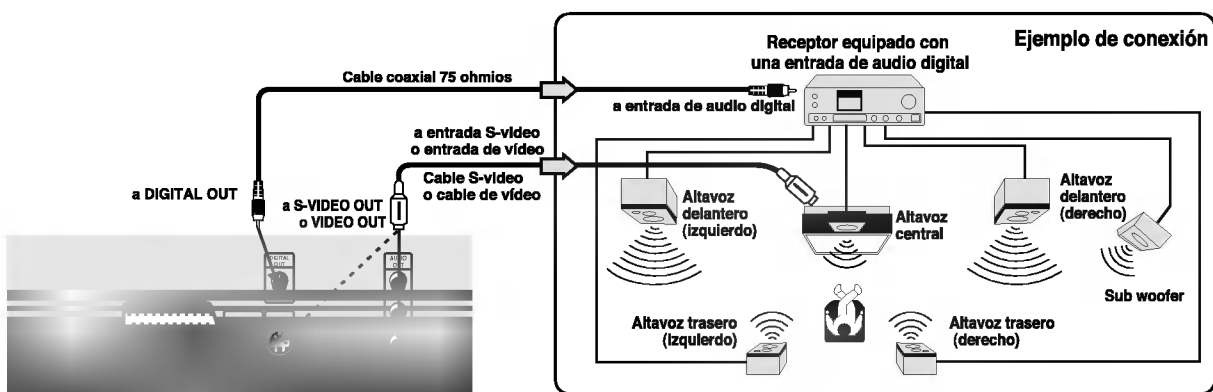 Ejemplo de conexión
Receptor equipado con
una entrada de audio digital
Cable coaxial 75 ohmios
a entrada de audio digital
a entrada S-video
o entrada de vídeo
Cable S-video
o cable de vídeo
a DIGITAL OUT
a S-VIDEO OUT
o VIDEO OUT
Altavoz
delantero
(izquierdo)
Altavoz
central
Altavoz
delantero
(derecho)
Sub woofer
Altavoz trasero
(izquierdo)
Altavoz trasero
(derecho)
DIGITAL
OUT
AUDIO
OUT